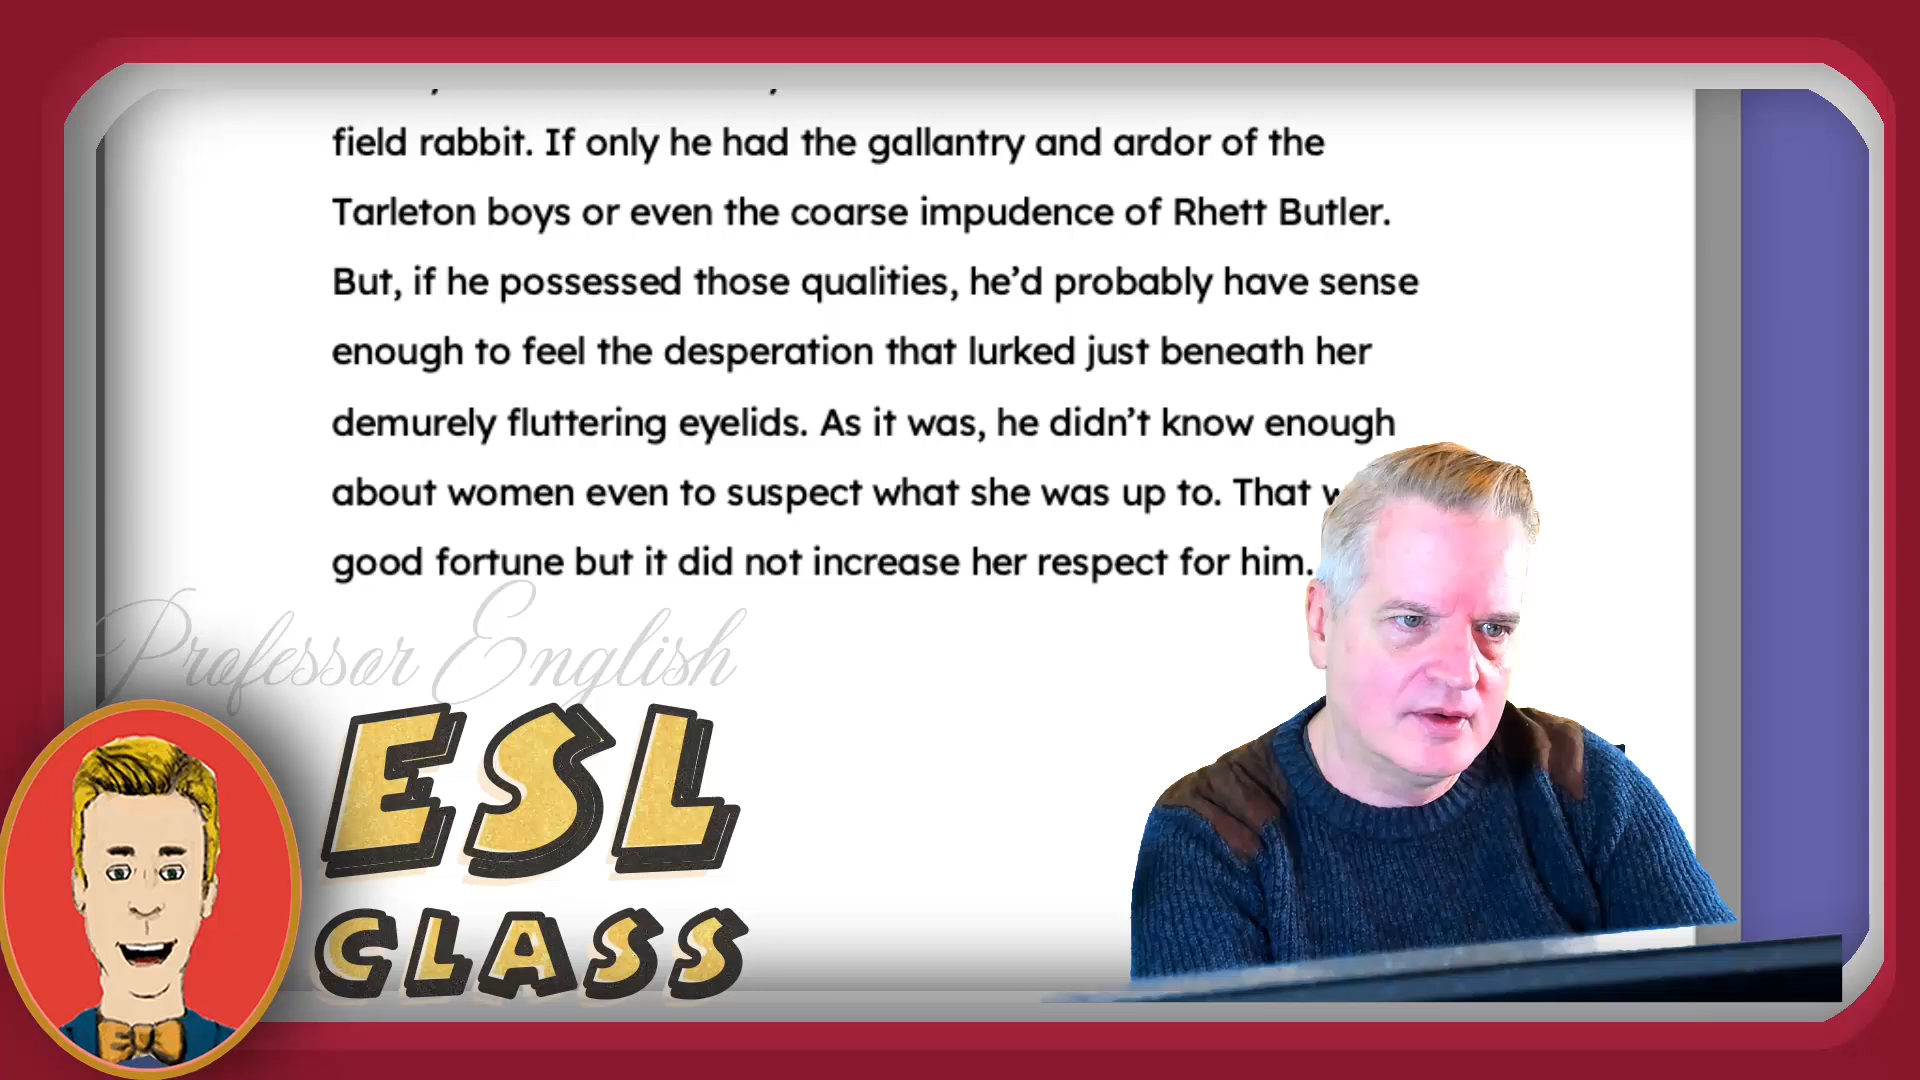 field rabbit. If only he had the gallantry and ardor of the
Tarleton boys or even the coarse impudence of Rhett Butler.
But, if he possessed those qualities, he’d probably have sense
enough to feel the desperation that lurked just beneath her
demurely fluttering eyelids. As it was, he didn’t know enough
about women even to suspect what she was up to. That
good fortune but it did not increase her respect for him.
Professor English
ESL
CLASS